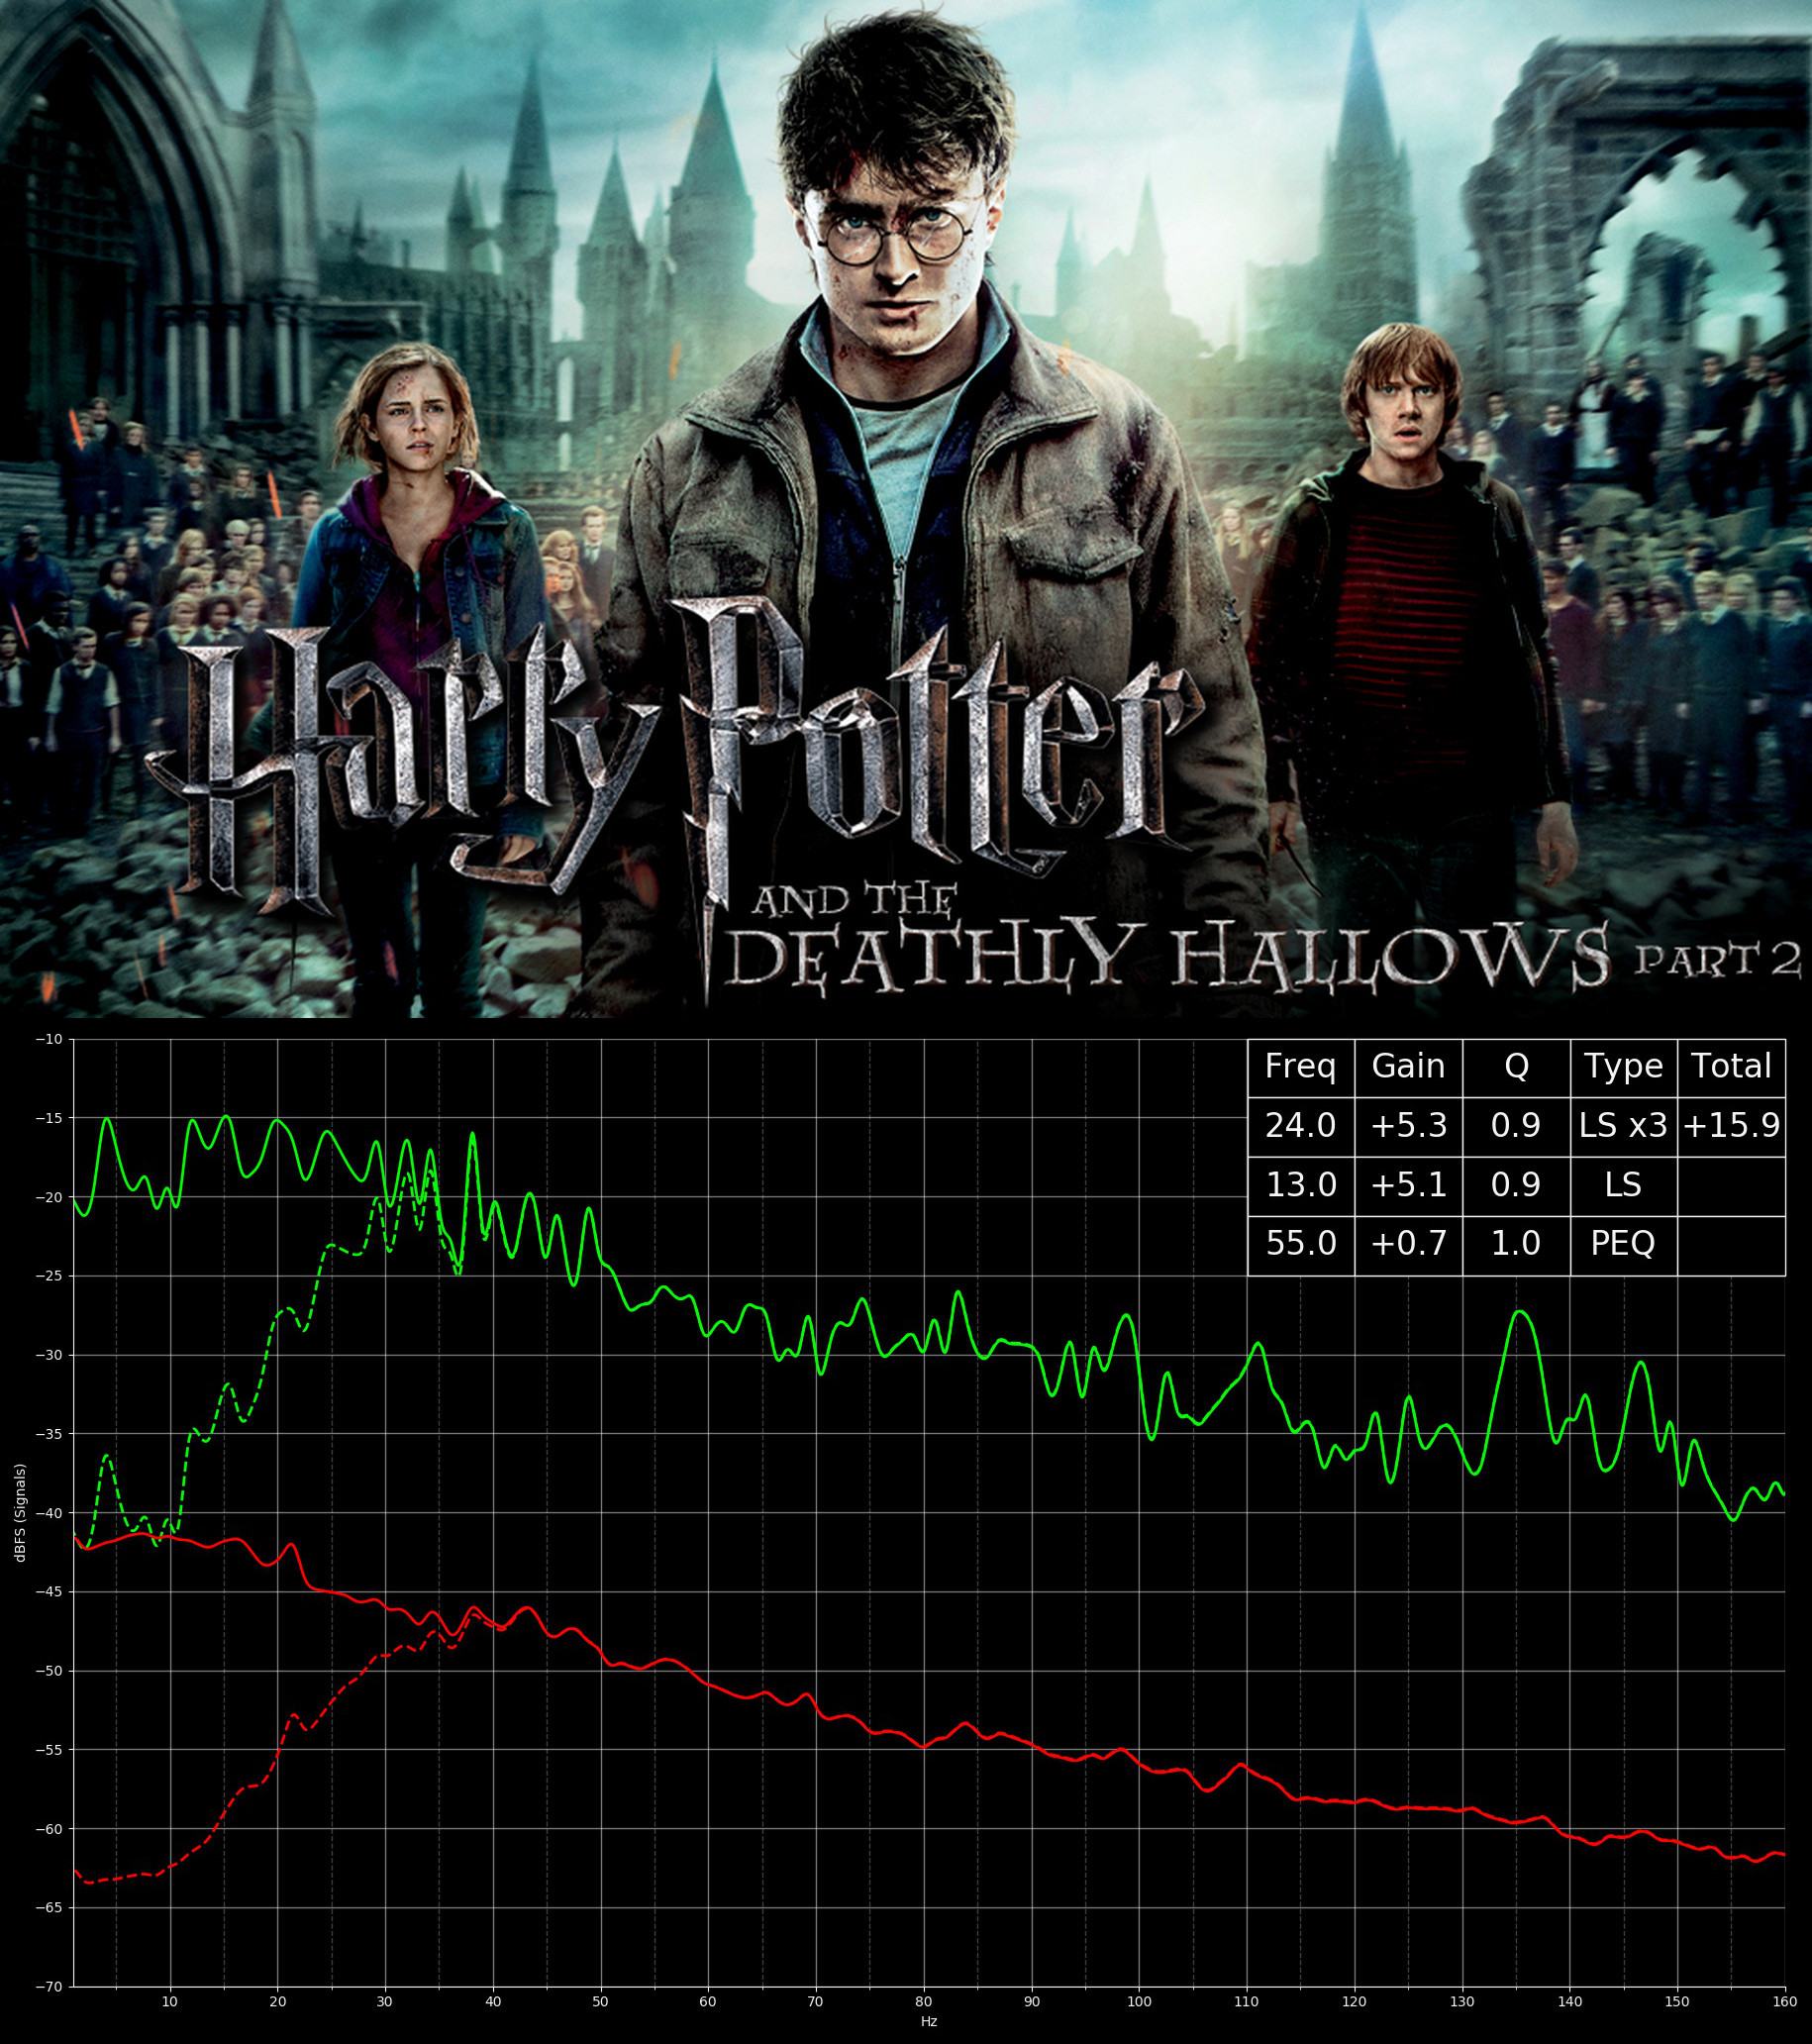 Harry Potter
AND THE
DEATHLY HALLOWS PART 2
Freq Gain Q Type Total
24.0 +5.3 0.9 LS x3 +15.9
13.0 +5.1 0.9 LS
55.0 +0.7 1.0 PEQ
−10
−15
−20
−25
−30
−35
−40
−45
−50
−55
−60
−65
−70
dBFS (Signals)
10 20 30 40 50 60 70 80 90 100 110 120 130 140 150 160
Hz